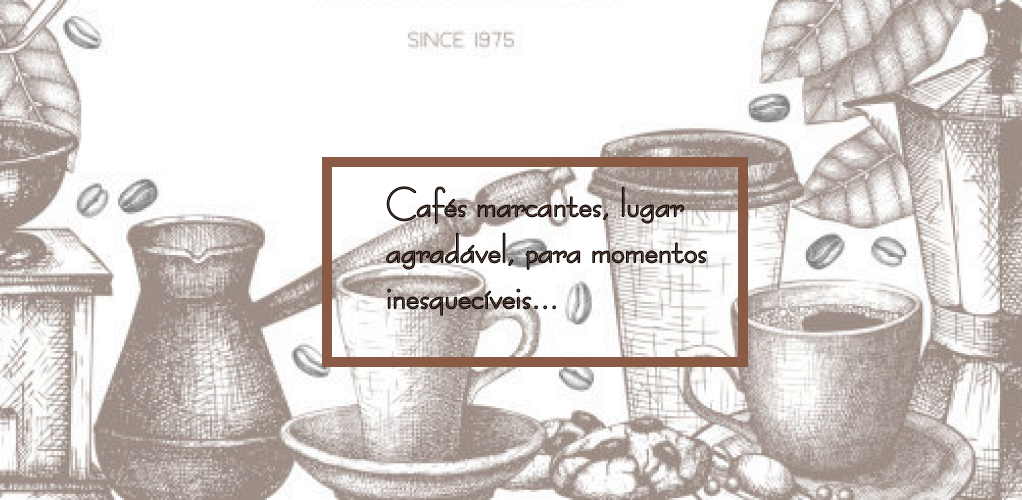 SINCE 1975
Cafés marcantes, lugar
agradável, para momentos
inesquecíveis...